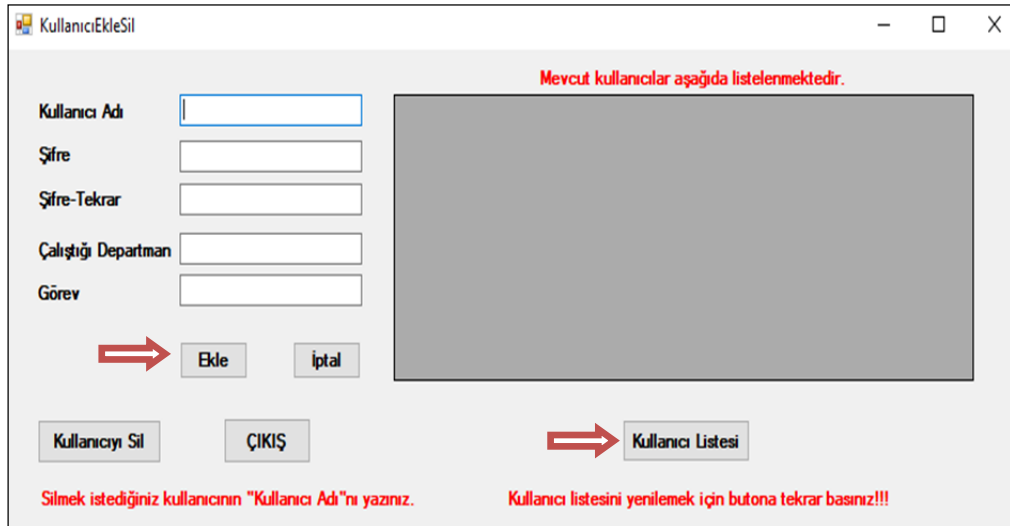 KullanıcıEkleSil
Mevcut kullanıcılar aşağıda listelenmektedir.
Kullanıcı Adı
Şifre
Şifre-Tekrar
Çalıştığı Departman
Görev
Ekle
İptal
Kullanıcıyı Sil
ÇIKIŞ
Kullanıcı Listesi
Silmek istediğiniz kullanıcının "Kullanıcı Adı"nı yazınız.
Kullanıcı listesini yenilemek için butona tekrar basınız!!!